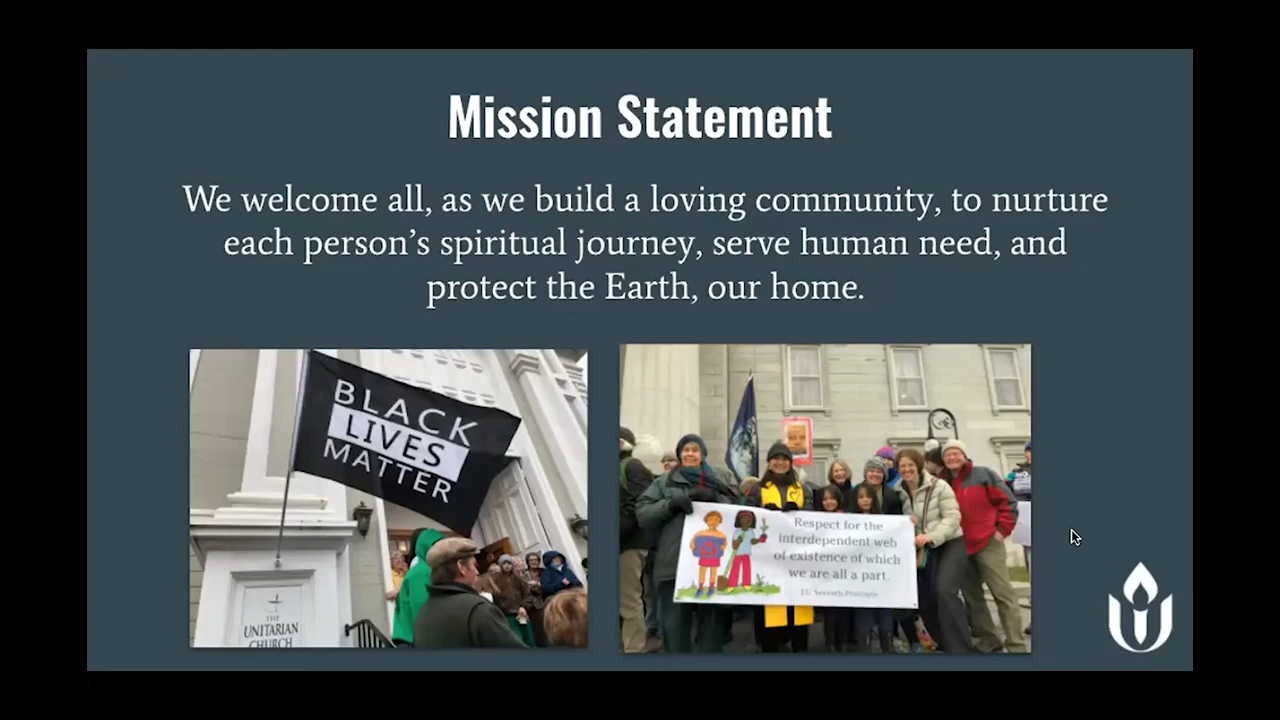 Mission Statement
We welcome all, as we build a loving community, to nurture
each person’s spiritual journey, serve human need, and
protect the Earth, our home.
BLACK
LIVES
MATTER
THE
UNITARIAN
CHURCH
Respect for the
interdependent web
of existence of which
we are all a part.
Seventh Principle